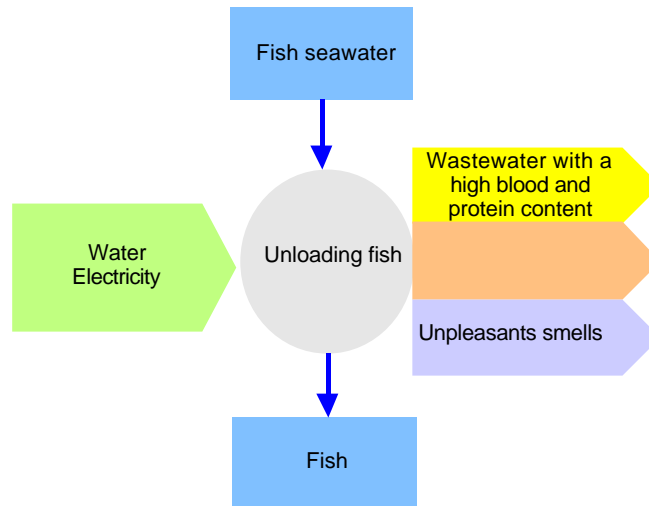 Fish seawater
Wastewater with a
high blood and
protein content
Water
Electricity
Unloading fish
Unpleasants smells
Fish